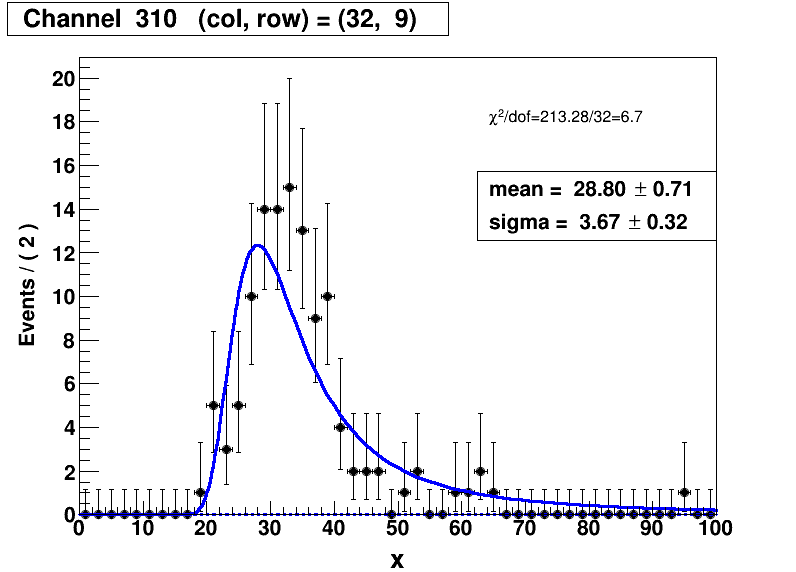 Channel 310 (col, row) = (32, 9)
χ²/dof=213.28/32=6.7
mean = 28.80 ± 0.71
sigma = 3.67 ± 0.32
Events / ( 2 )
20
18
16
14
12
10
8
6
4
2
0
0 10 20 30 40 50 60 70 80 90 100
x